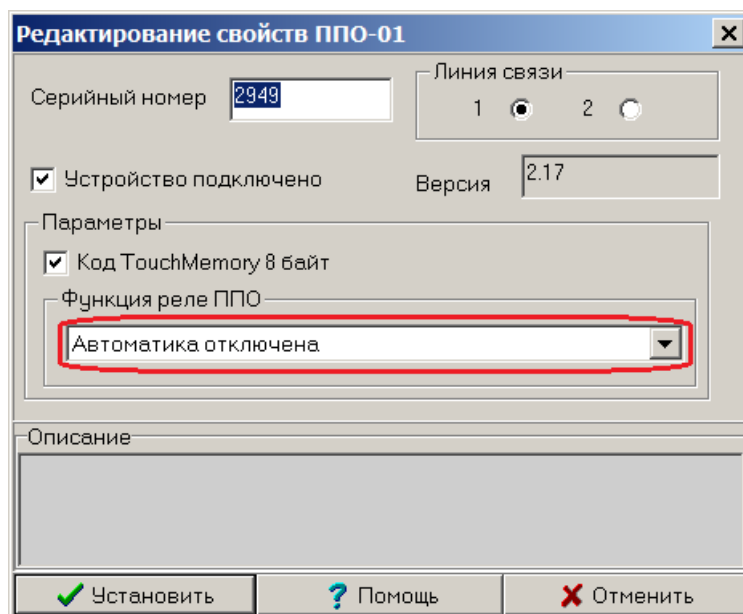 Редактирование свойств ППО-01
Серийный номер 2949
Линия связи
1 2
Устройство подключено
Версия 2.17
Параметры
Код TouchMemory 8 байт
Функция реле ППО
Автоматика отключена
Описание
Установить
Помощь
Отменить